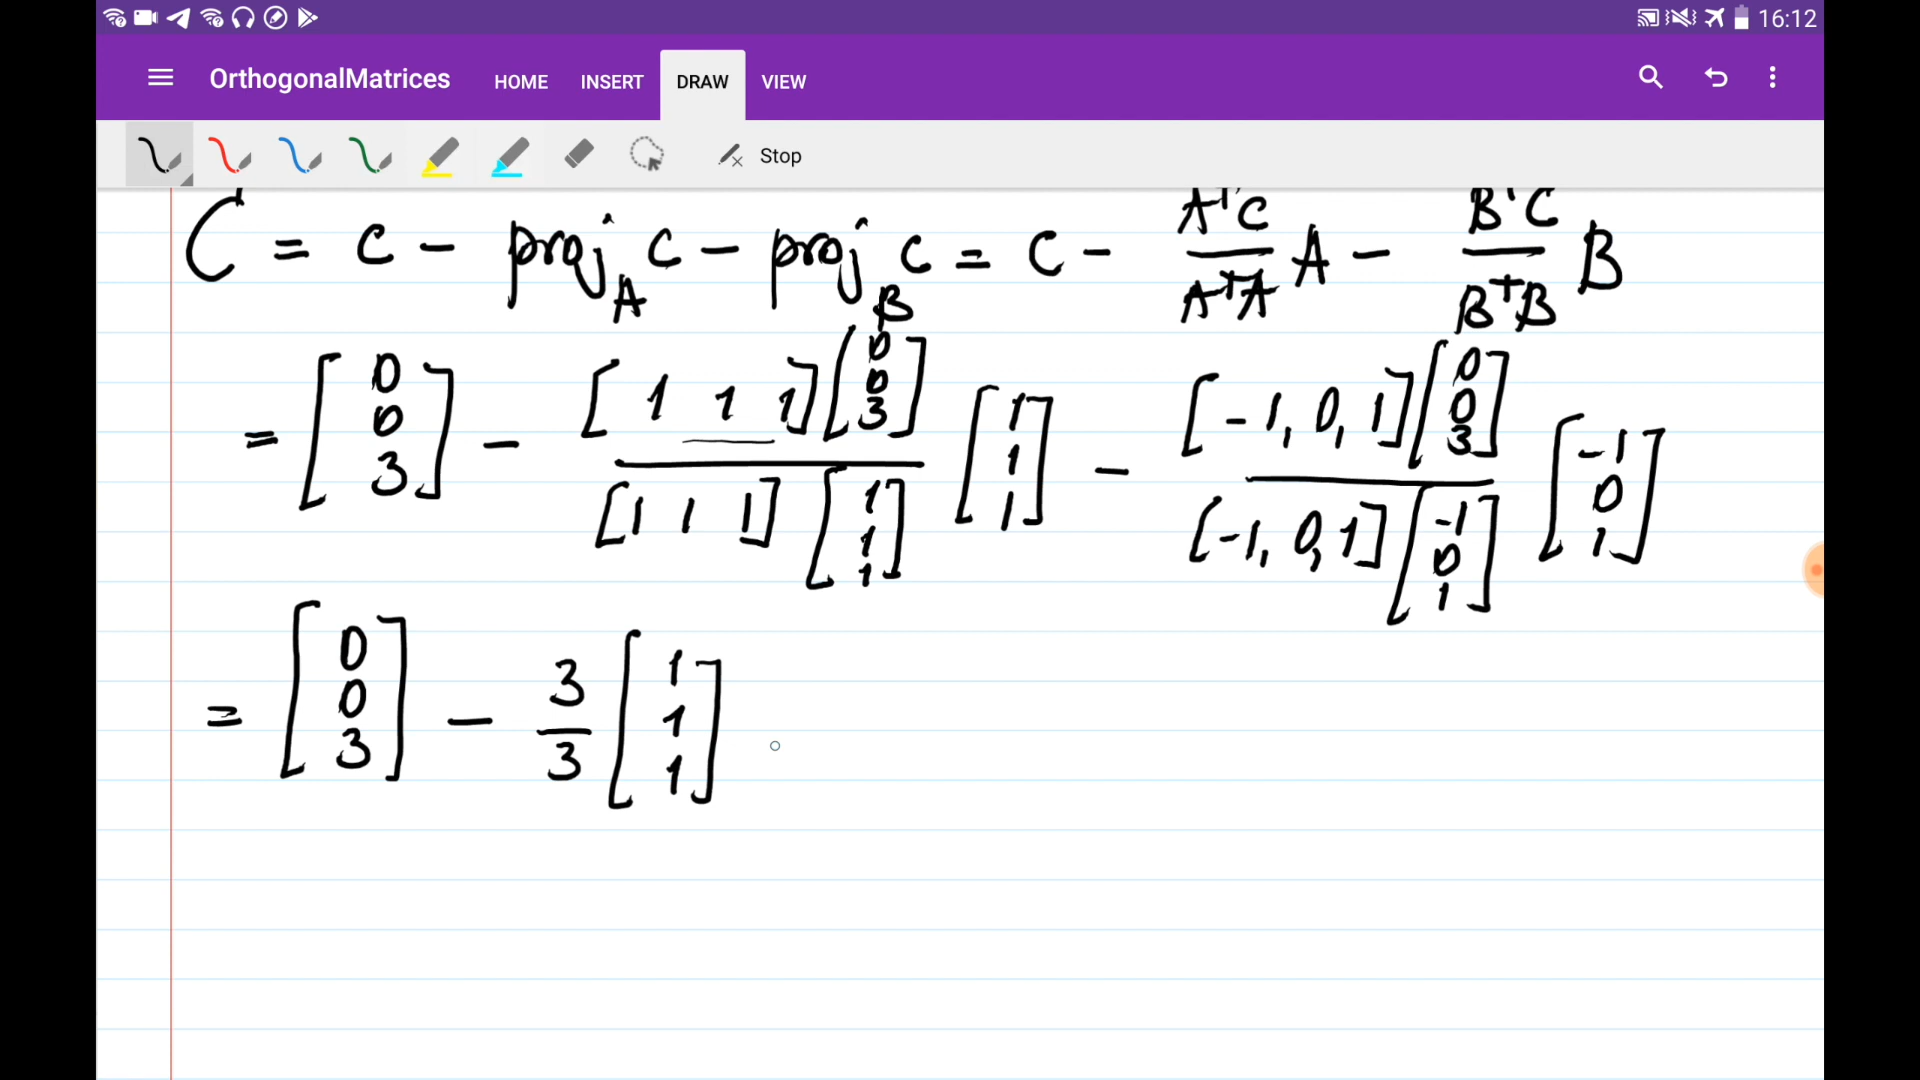 16:12
OrthogonalMatrices HOME INSERT DRAW VIEW
Stop
C = c - proj_A c - proj_B c = c - (AᵀC / AᵀA) A - (BᵀC / BᵀB) B
= [0 0 3] - ([1 1 1] [0 0 3] / [1 1 1] [1 1 1]) [1 1 1] - ([-1, 0, 1] [0 0 3] / [-1, 0, 1] [-1 0 1]) [-1 0 1]
= [0 0 3] - 3/3 [1 1 1]